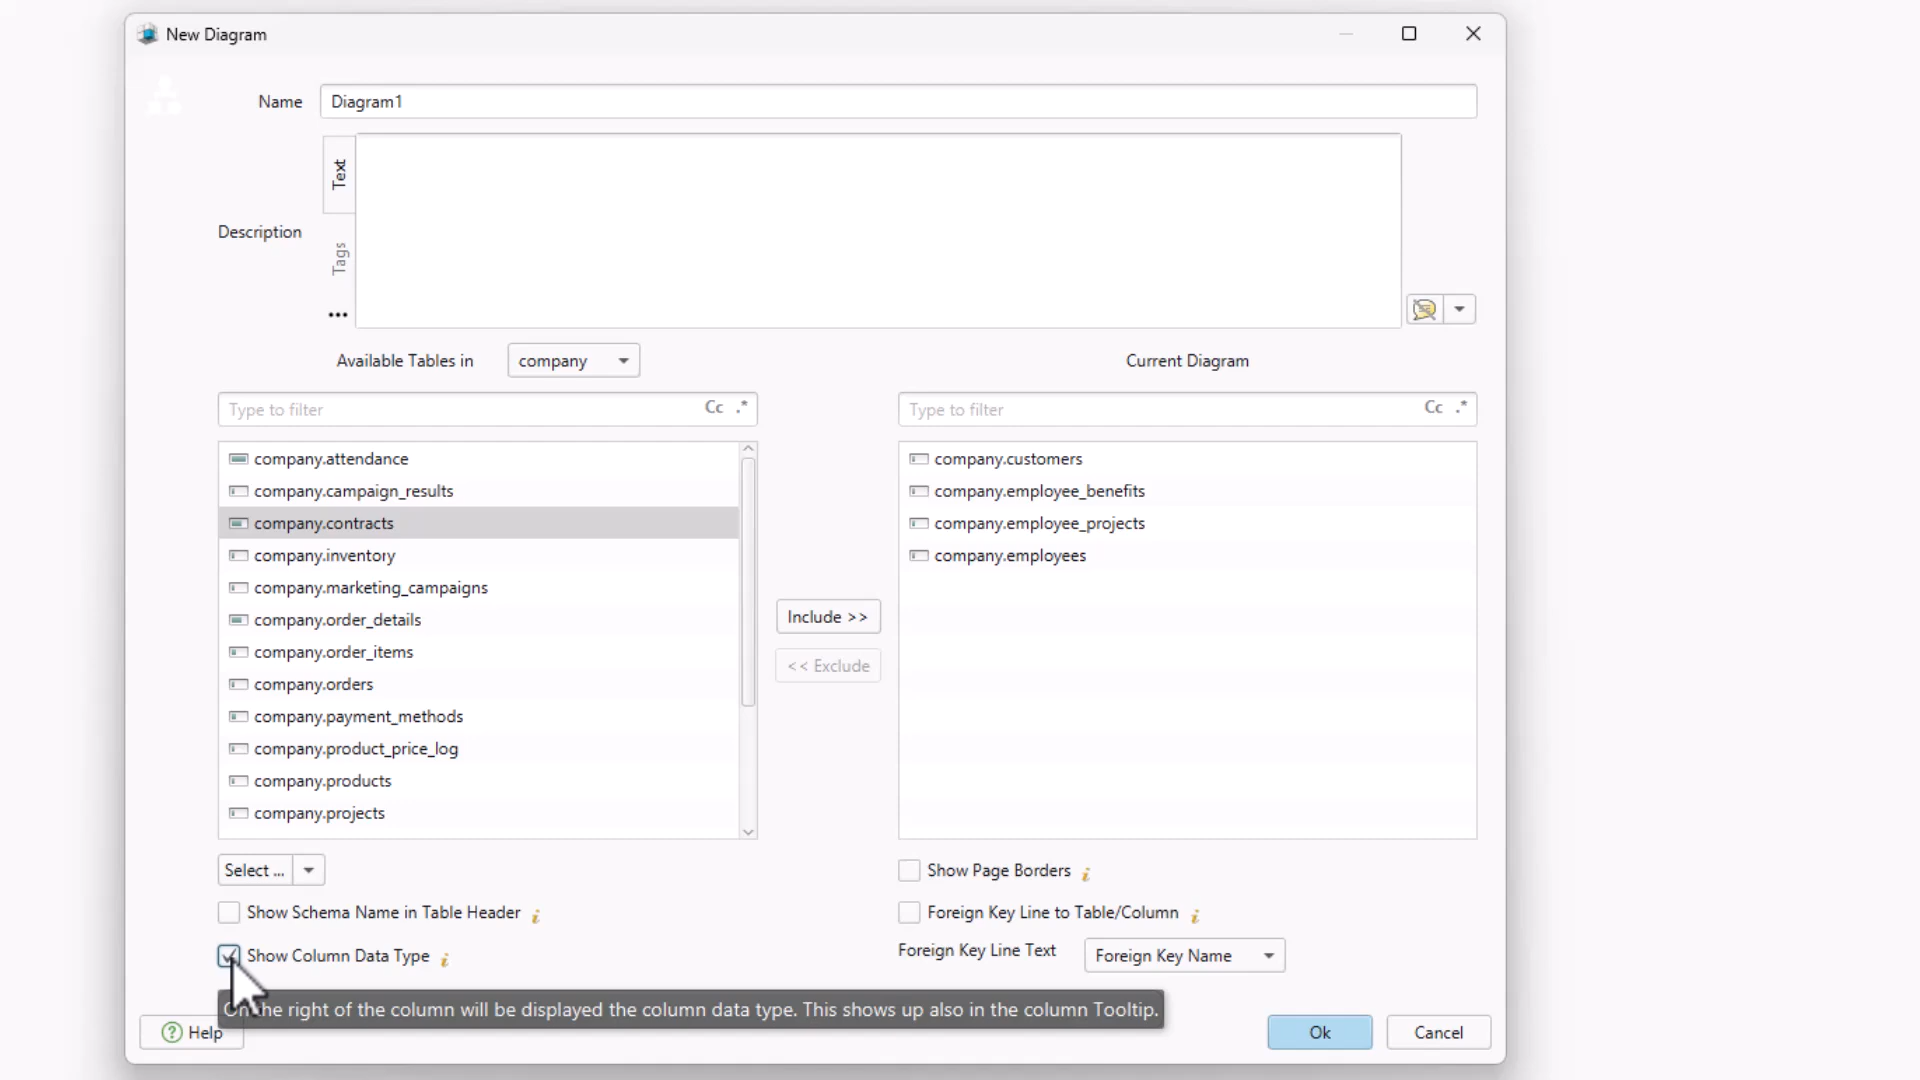 New Diagram
Name
Diagram1
Text
Tags
Description
Available Tables in
company
Current Diagram
Type to filter
Cc .*
Type to filter
Cc .*
company.attendance
company.campaign_results
company.contracts
company.inventory
company.marketing_campaigns
company.order_details
company.order_items
company.orders
company.payment_methods
company.product_price_log
company.products
company.projects
Include >>
<< Exclude
company.customers
company.employee_benefits
company.employee_projects
company.employees
Select ...
Show Page Borders
Show Schema Name in Table Header
Foreign Key Line to Table/Column
Show Column Data Type
Foreign Key Line Text
Foreign Key Name
On the right of the column will be displayed the column data type. This shows up also in the column Tooltip.
Help
Ok
Cancel